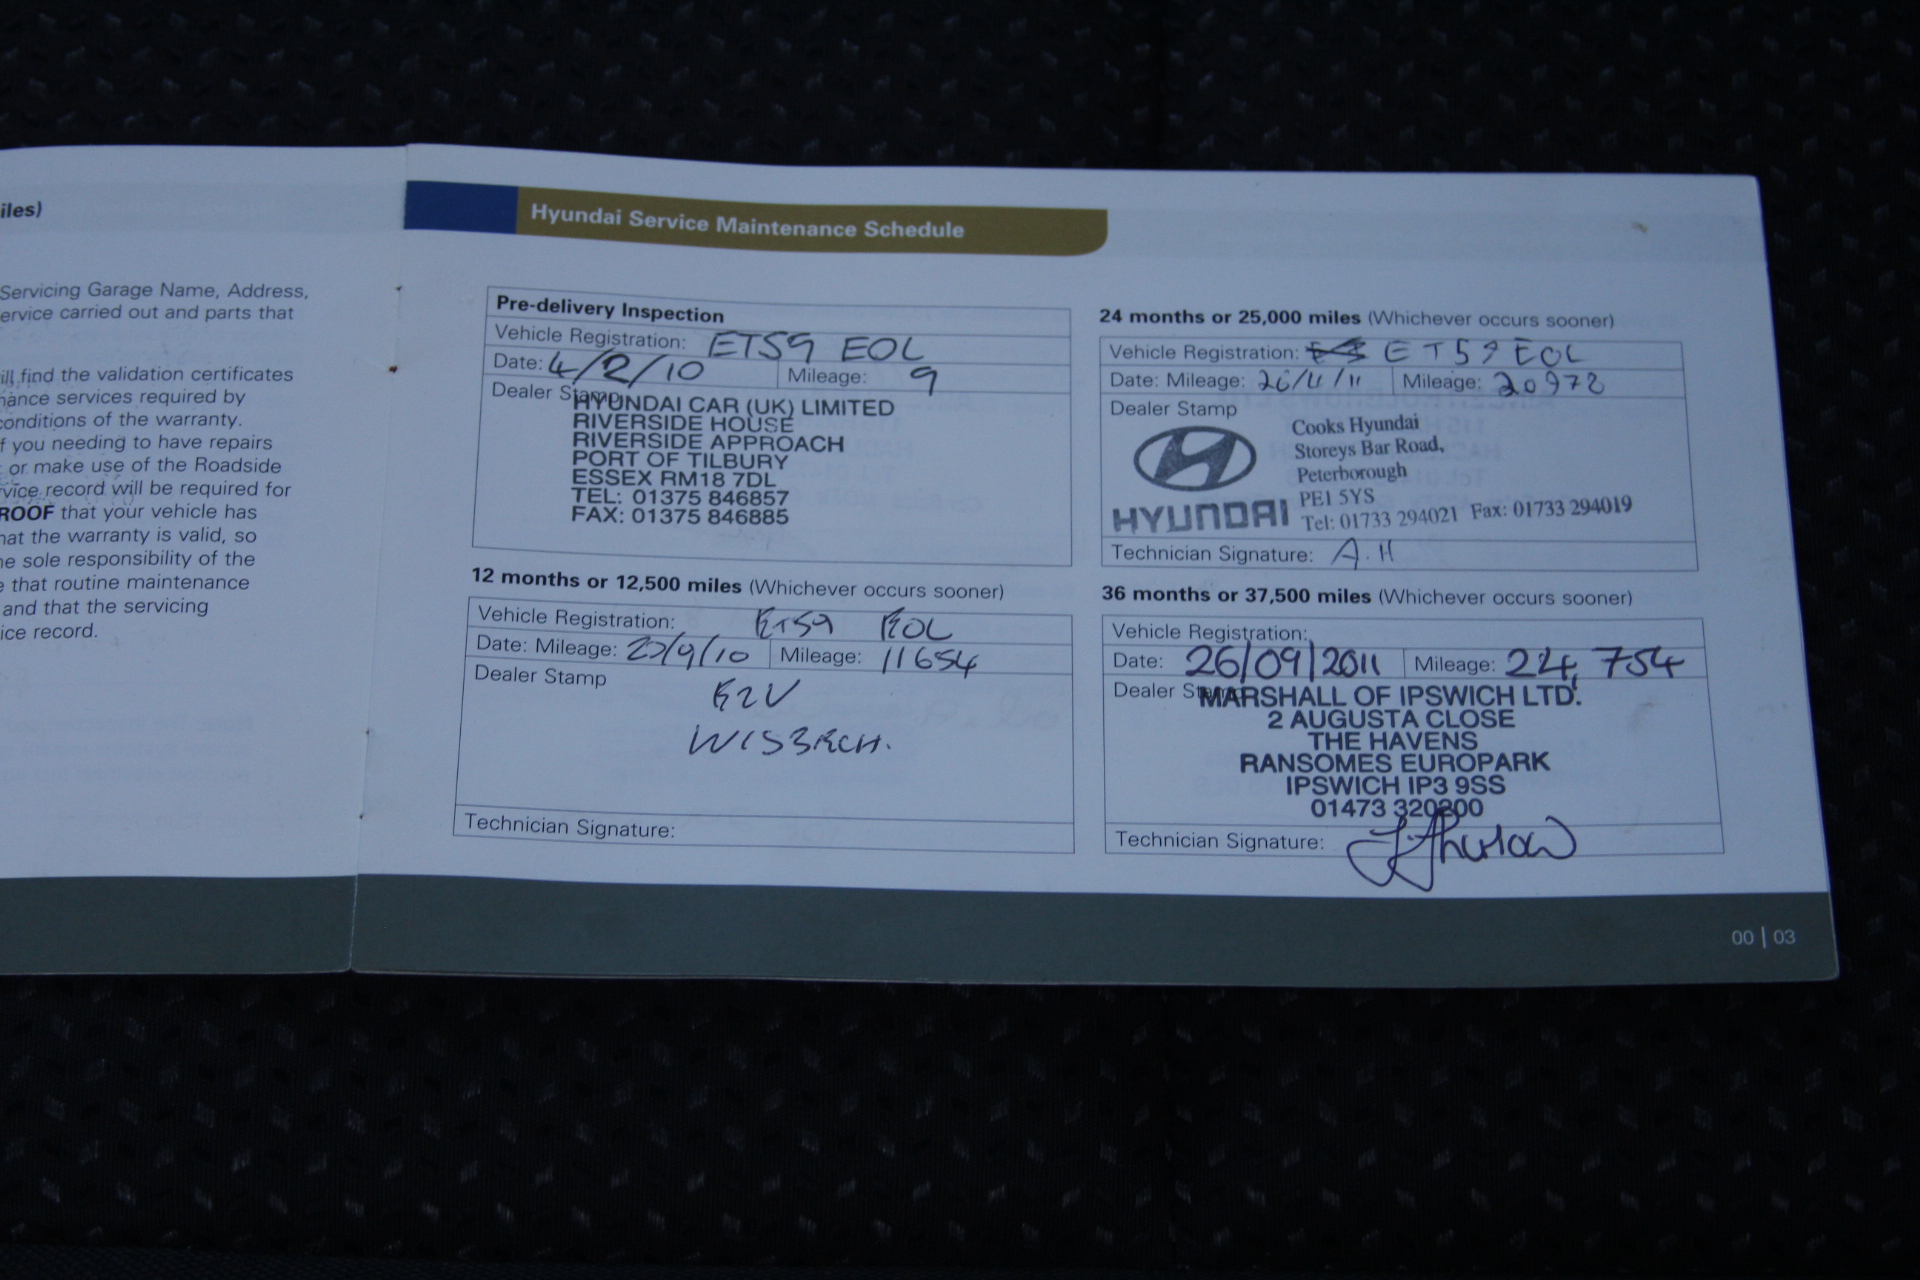 iles)
Servicing Garage Name, Address,
ervice carried out and parts that
ill find the validation certificates
nance services required by
conditions of the warranty.
f you needing to have repairs
or make use of the Roadside
vice record will be required for
ROOF that your vehicle has
hat the warranty is valid, so
he sole responsibility of the
e that routine maintenance
and that the servicing
ice record.
Hyundai Service Maintenance Schedule
Pre-delivery Inspection
Vehicle Registration: ET59 EOL
Date: 4/2/10 Mileage: 9
Dealer Stamp
HYUNDAI CAR (UK) LIMITED
RIVERSIDE HOUSE
RIVERSIDE APPROACH
PORT OF TILBURY
ESSEX RM18 7DL
TEL: 01375 846857
FAX: 01375 846885
12 months or 12,500 miles (Whichever occurs sooner)
Vehicle Registration: ET59 EOL
Date: Mileage: /9/10 Mileage: 11654
Dealer Stamp
WISBECH.
Technician Signature:
24 months or 25,000 miles (Whichever occurs sooner)
Vehicle Registration: ET59 EOL
Date: Mileage: 26/4/11 Mileage: 20972
Dealer Stamp
HYUNDAI
Cooks Hyundai
Storeys Bar Road,
Peterborough
PE1 5YS
Tel: 01733 294021 Fax: 01733 294019
Technician Signature: A.H
36 months or 37,500 miles (Whichever occurs sooner)
Vehicle Registration:
Date: 26/09/2011 Mileage: 24,754
Dealer Stamp
MARSHALL OF IPSWICH LTD.
2 AUGUSTA CLOSE
THE HAVENS
RANSOMES EUROPARK
IPSWICH IP3 9SS
01473 320200
Technician Signature:
00 | 03